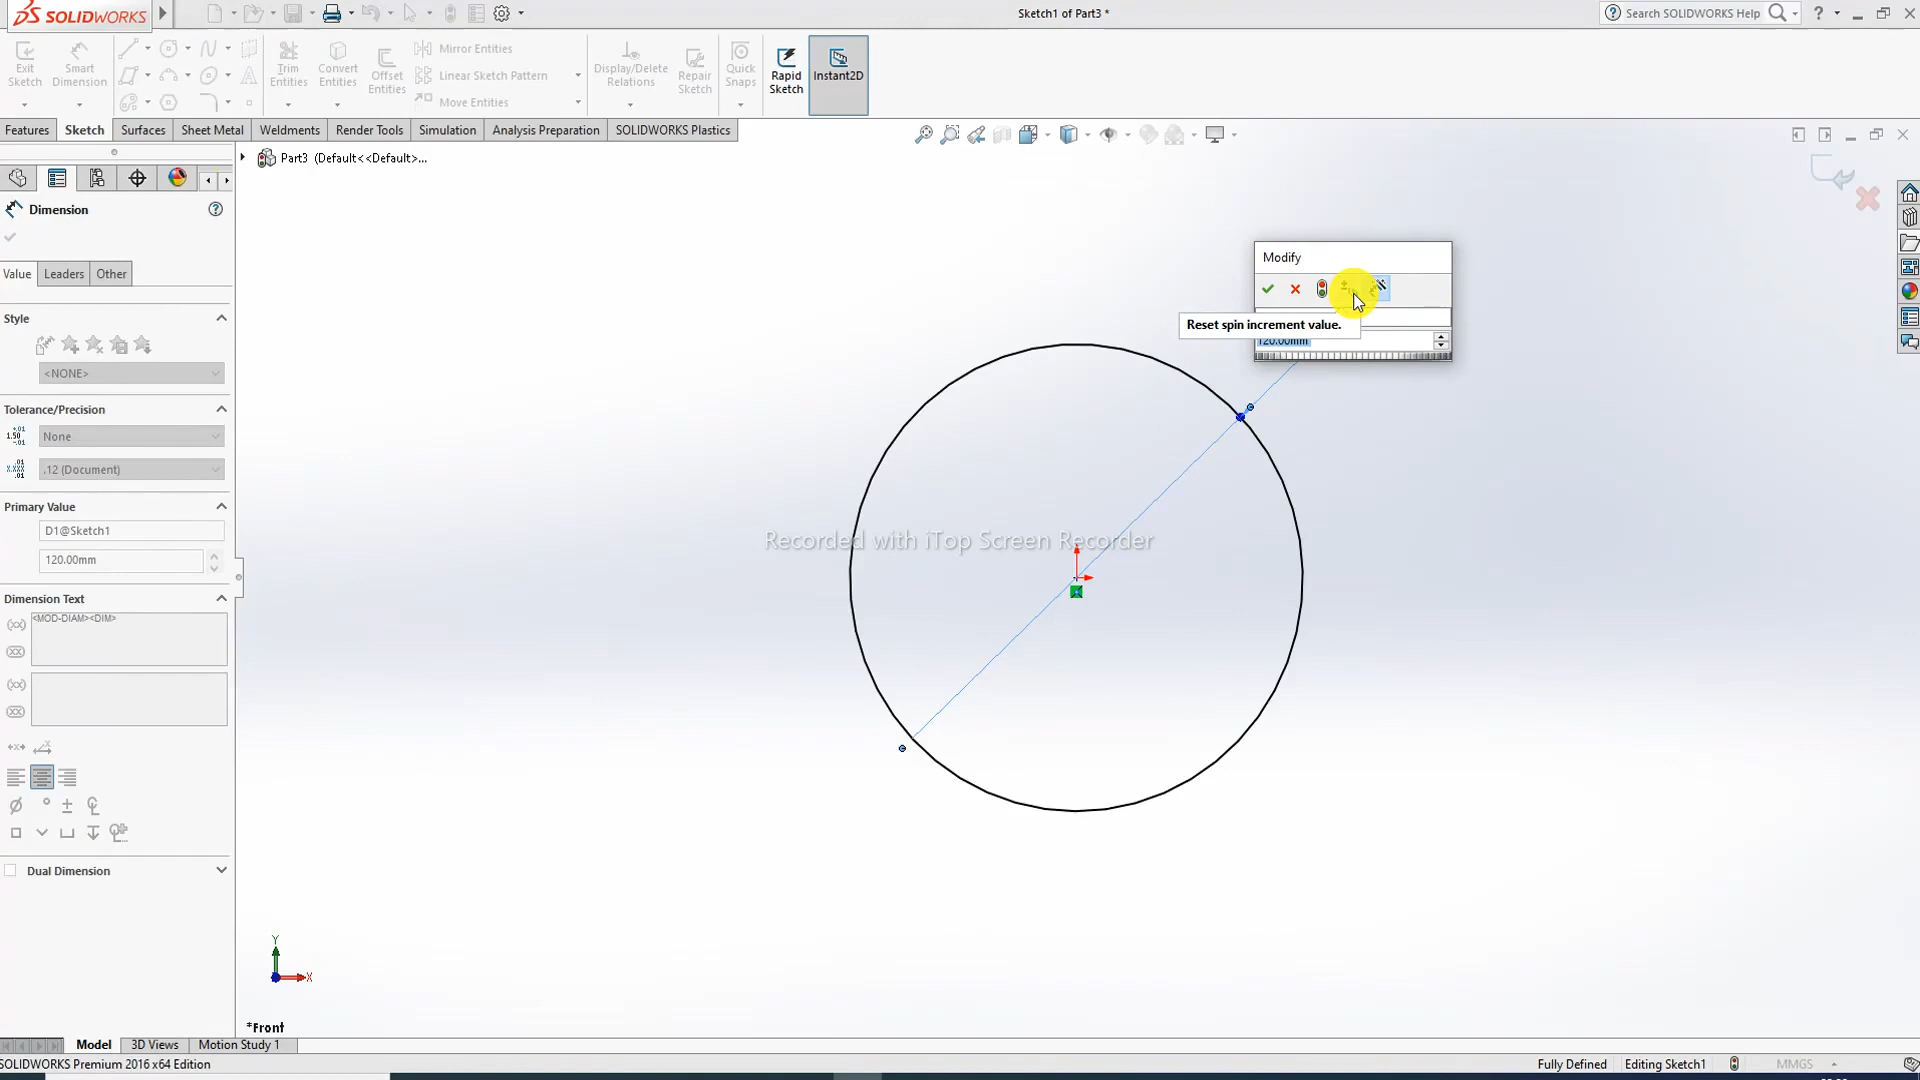 SOLIDWORKS
Sketch1 of Part3 *
Search SOLIDWORKS Help
?
Exit
Sketch
Smart
Dimension
Trim
Entities
Convert
Entities
Offset
Entities
Mirror Entities
Linear Sketch Pattern
Move Entities
Display/Delete
Relations
Repair
Sketch
Quick
Snaps
Rapid
Sketch
Instant2D
Features
Sketch
Surfaces
Sheet Metal
Weldments
Render Tools
Simulation
Analysis Preparation
SOLIDWORKS Plastics
Part3 (Default<<Default>...
Dimension
Value
Leaders
Other
Style
<NONE>
Tolerance/Precision
None
.12 (Document)
Primary Value
D1@Sketch1
120.00mm
Dimension Text
<MOD-DIAM><DIM>
Dual Dimension
Modify
Reset spin increment value.
120.00mm
Recorded with iTop Screen Recorder
Y
X
*Front
Model
3D Views
Motion Study 1
SOLIDWORKS Premium 2016 x64 Edition
Fully Defined
Editing Sketch1
MMGS